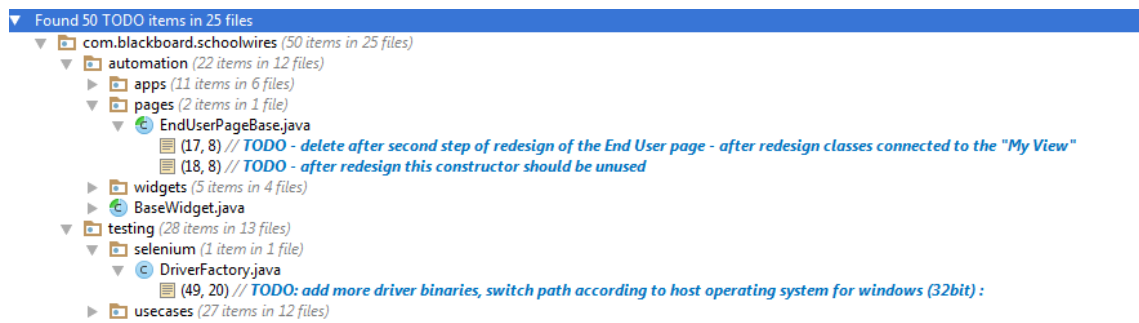 Found 50 TODO items in 25 files
com.blackboard.schoolwires (50 items in 25 files)
automation (22 items in 12 files)
apps (11 items in 6 files)
pages (2 items in 1 file)
EndUserPageBase.java
(17, 8) // TODO - delete after second step of redesign of the End User page - after redesign classes connected to the "My View"
(18, 8) // TODO - after redesign this constructor should be unused
widgets (5 items in 4 files)
BaseWidget.java
testing (28 items in 13 files)
selenium (1 item in 1 file)
DriverFactory.java
(49, 20) // TODO: add more driver binaries, switch path according to host operating system for windows (32bit) :
usecases (27 items in 12 files)